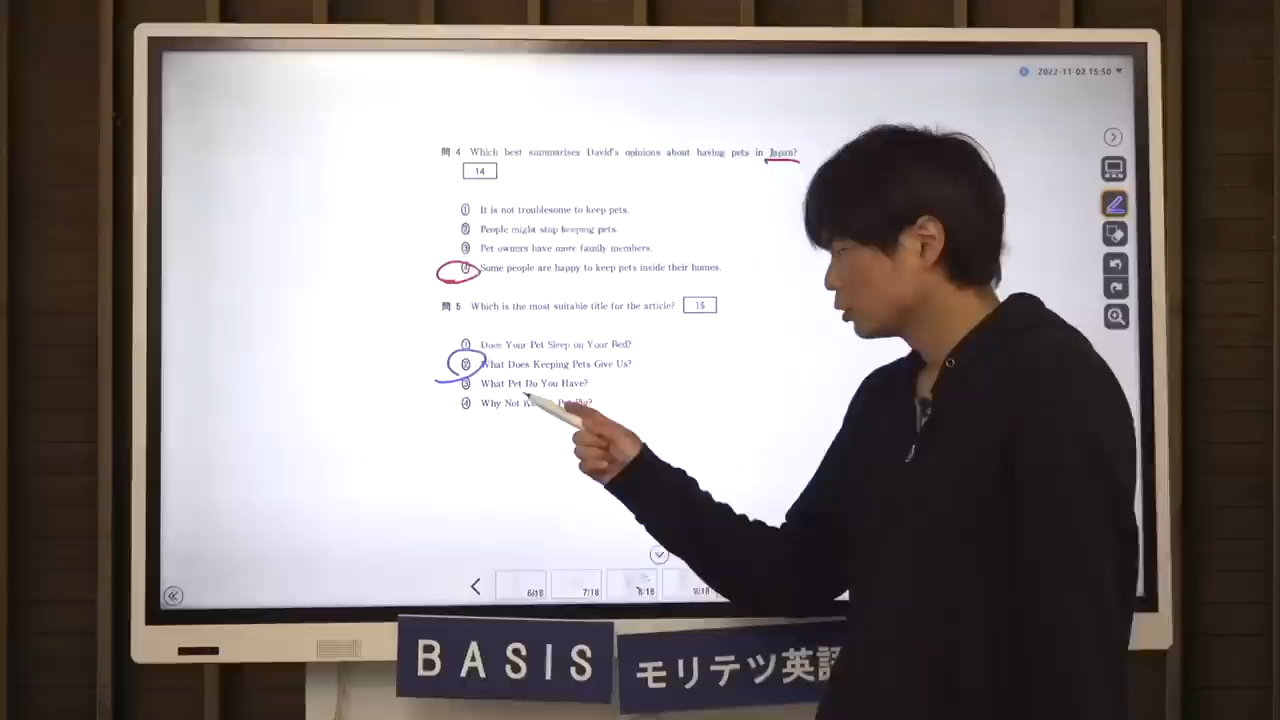 2022-11-02 15:50
問 4 Which best summarises David's opinions about having pets in Japan?
14
① It is not troublesome to keep pets.
② People might stop keeping pets.
③ Pet owners have more family members.
④ Some people are happy to keep pets inside their homes.
問 5 Which is the most suitable title for the article? 15
① Does Your Pet Sleep on Your Bed?
② What Does Keeping Pets Give Us?
③ What Pet Do You Have?
④ Why Not Pet
6/18 7/18 8/18 9/18
BASIS モリテツ英語